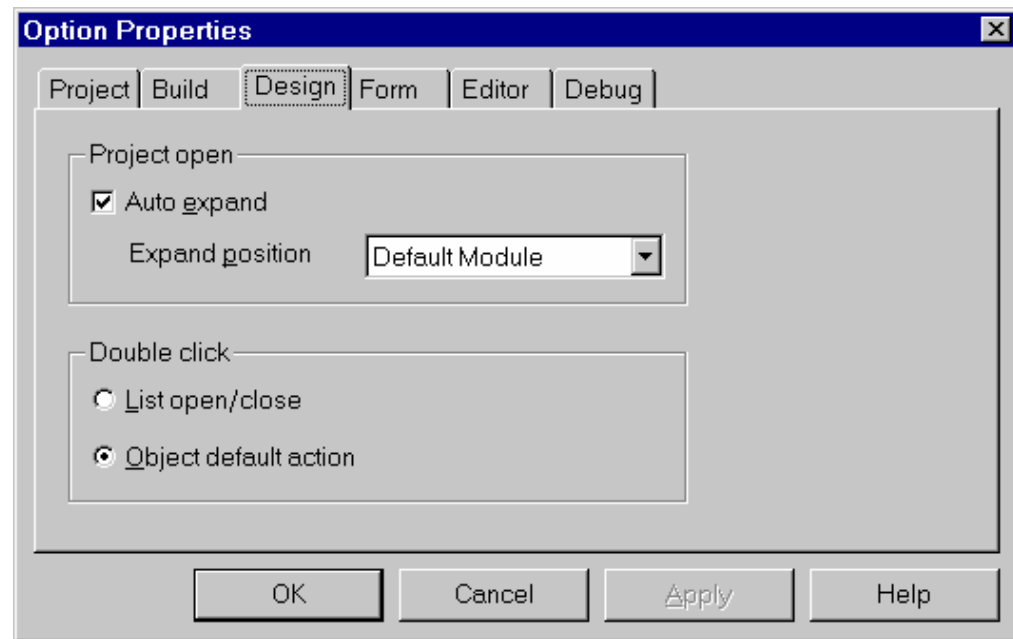 Option Properties
Project Build Design Form Editor Debug
Project open
Auto expand
Expand position Default Module
Double click
List open/close
Object default action
OK Cancel Apply Help